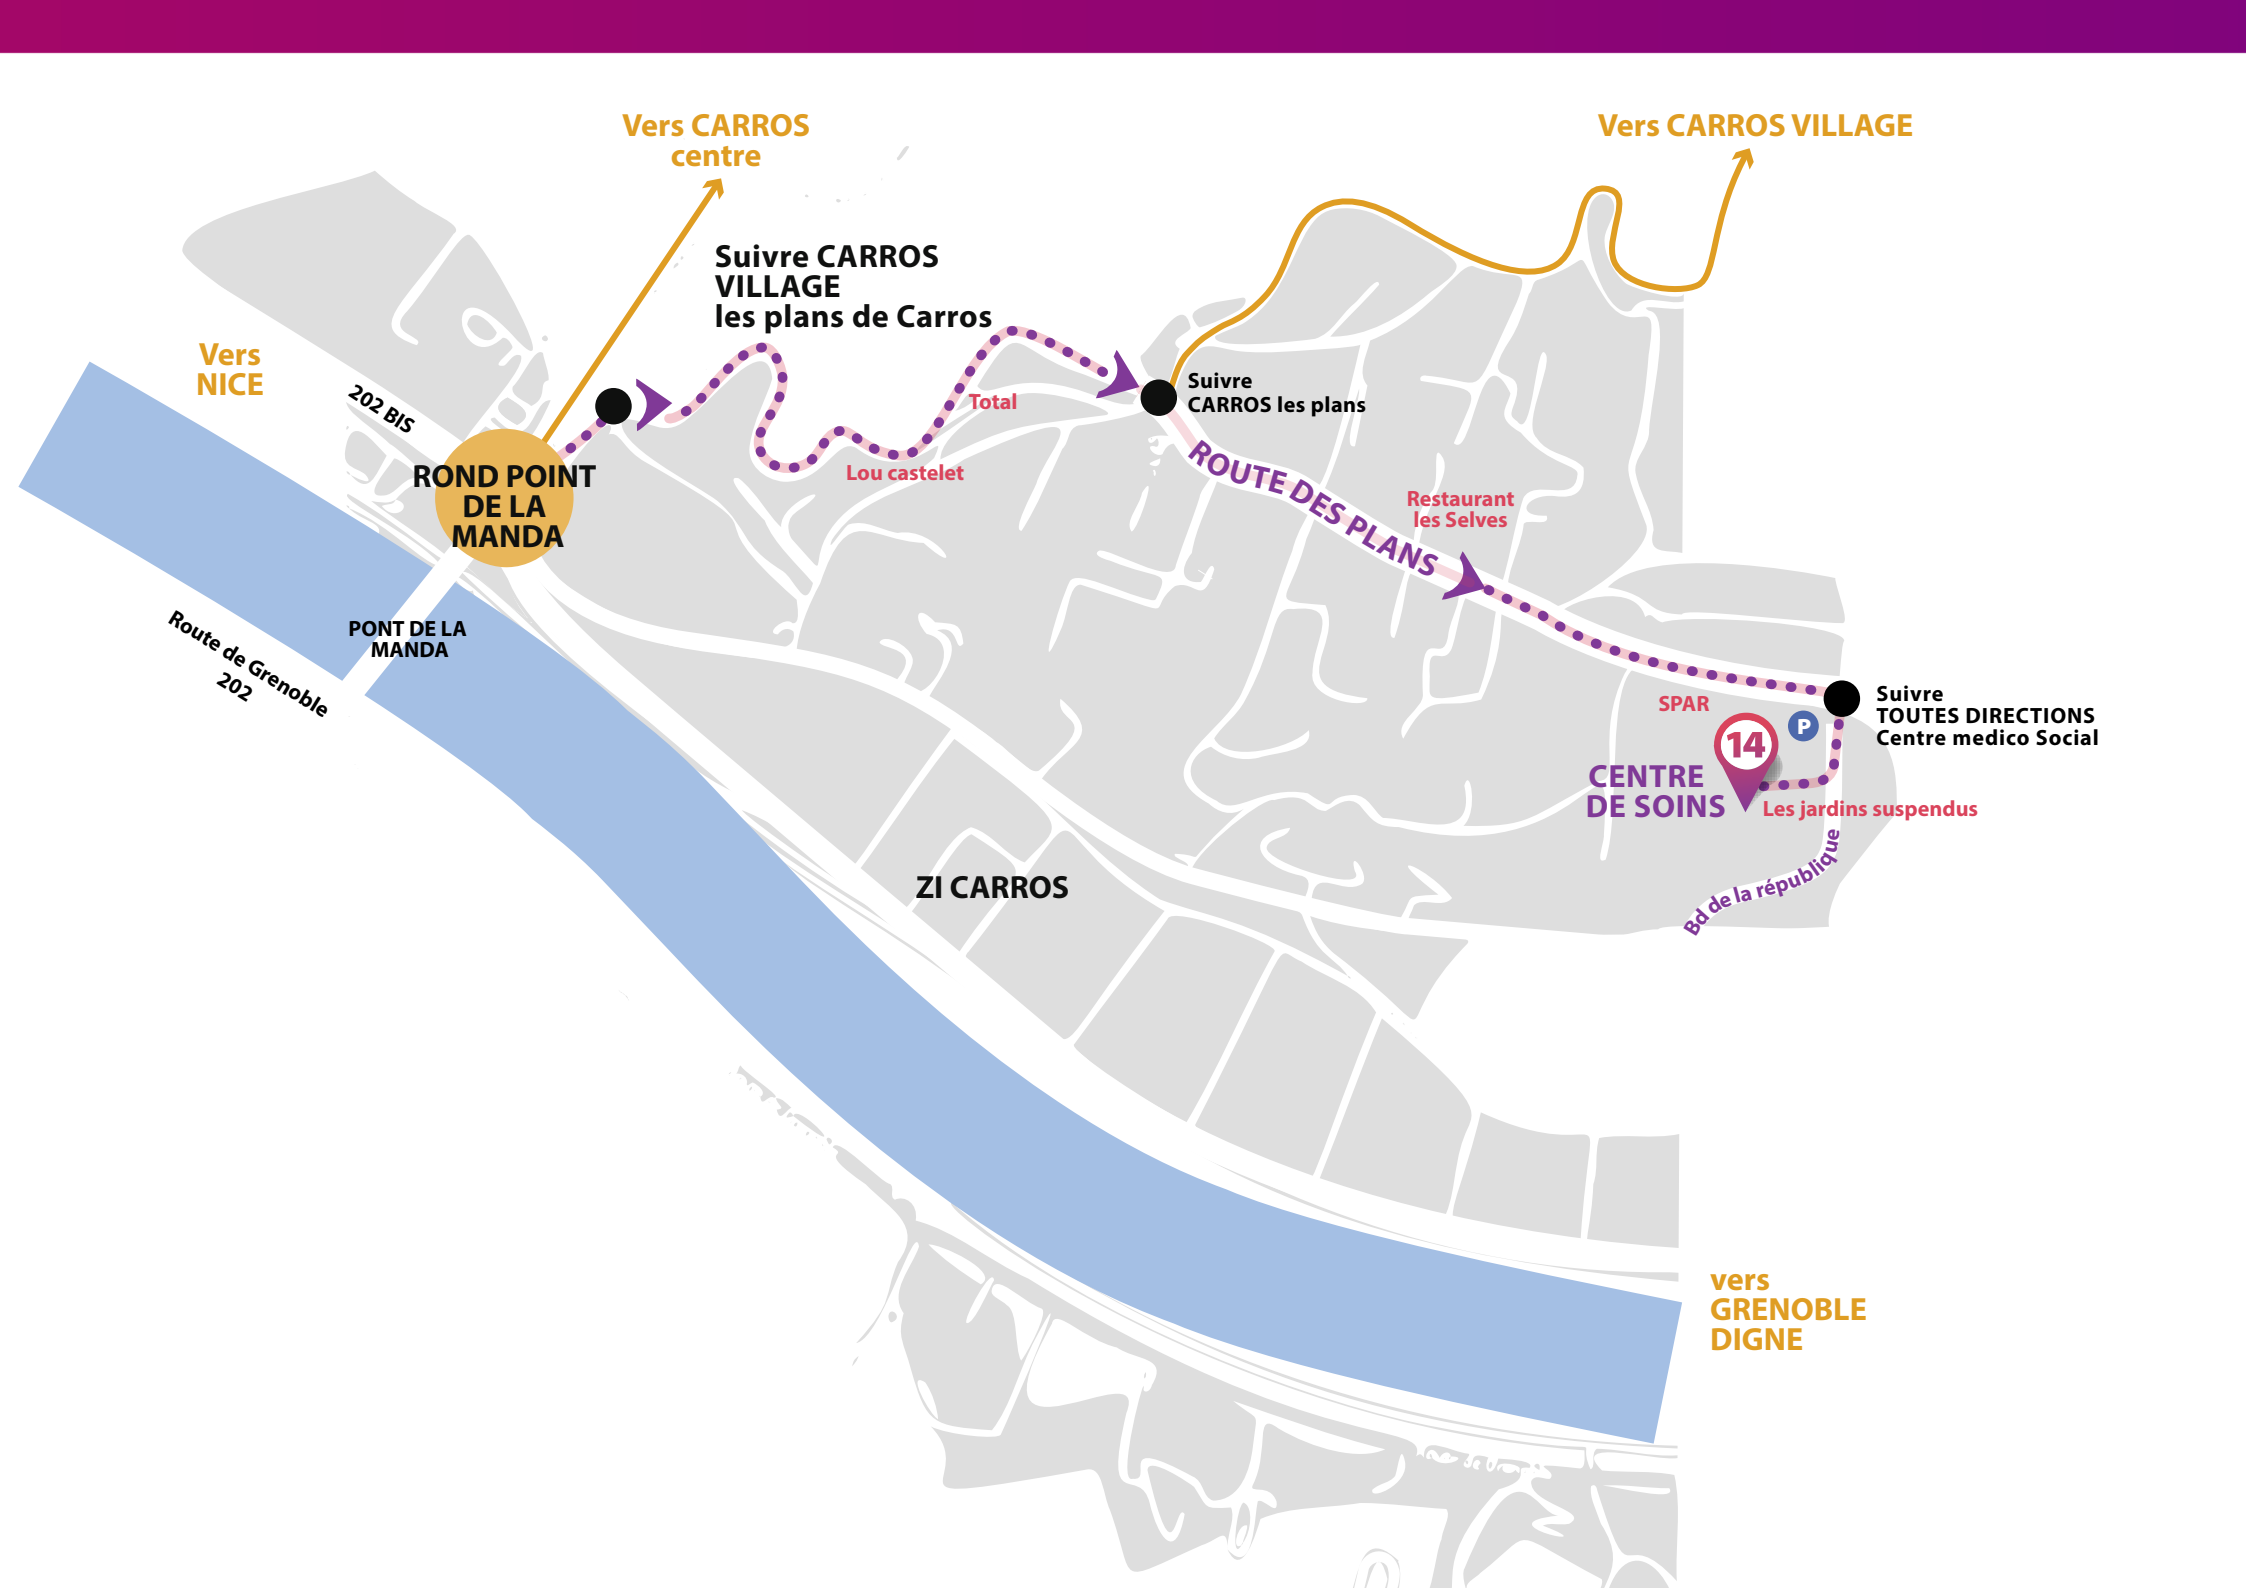 Vers CARROS
centre
Vers CARROS VILLAGE
Suivre CARROS
VILLAGE
les plans de Carros
Vers
NICE
202 BIS
Suivre
CARROS les plans
Total
Lou castelet
ROND POINT
DE LA
MANDA
ROUTE DES PLANS
Restaurant
les Selves
PONT DE LA
MANDA
Route de Grenoble
202
SPAR
P
14
Suivre
TOUTES DIRECTIONS
Centre medico Social
CENTRE
DE SOINS
Les jardins suspendus
Bd de la république
ZI CARROS
vers
GRENOBLE
DIGNE